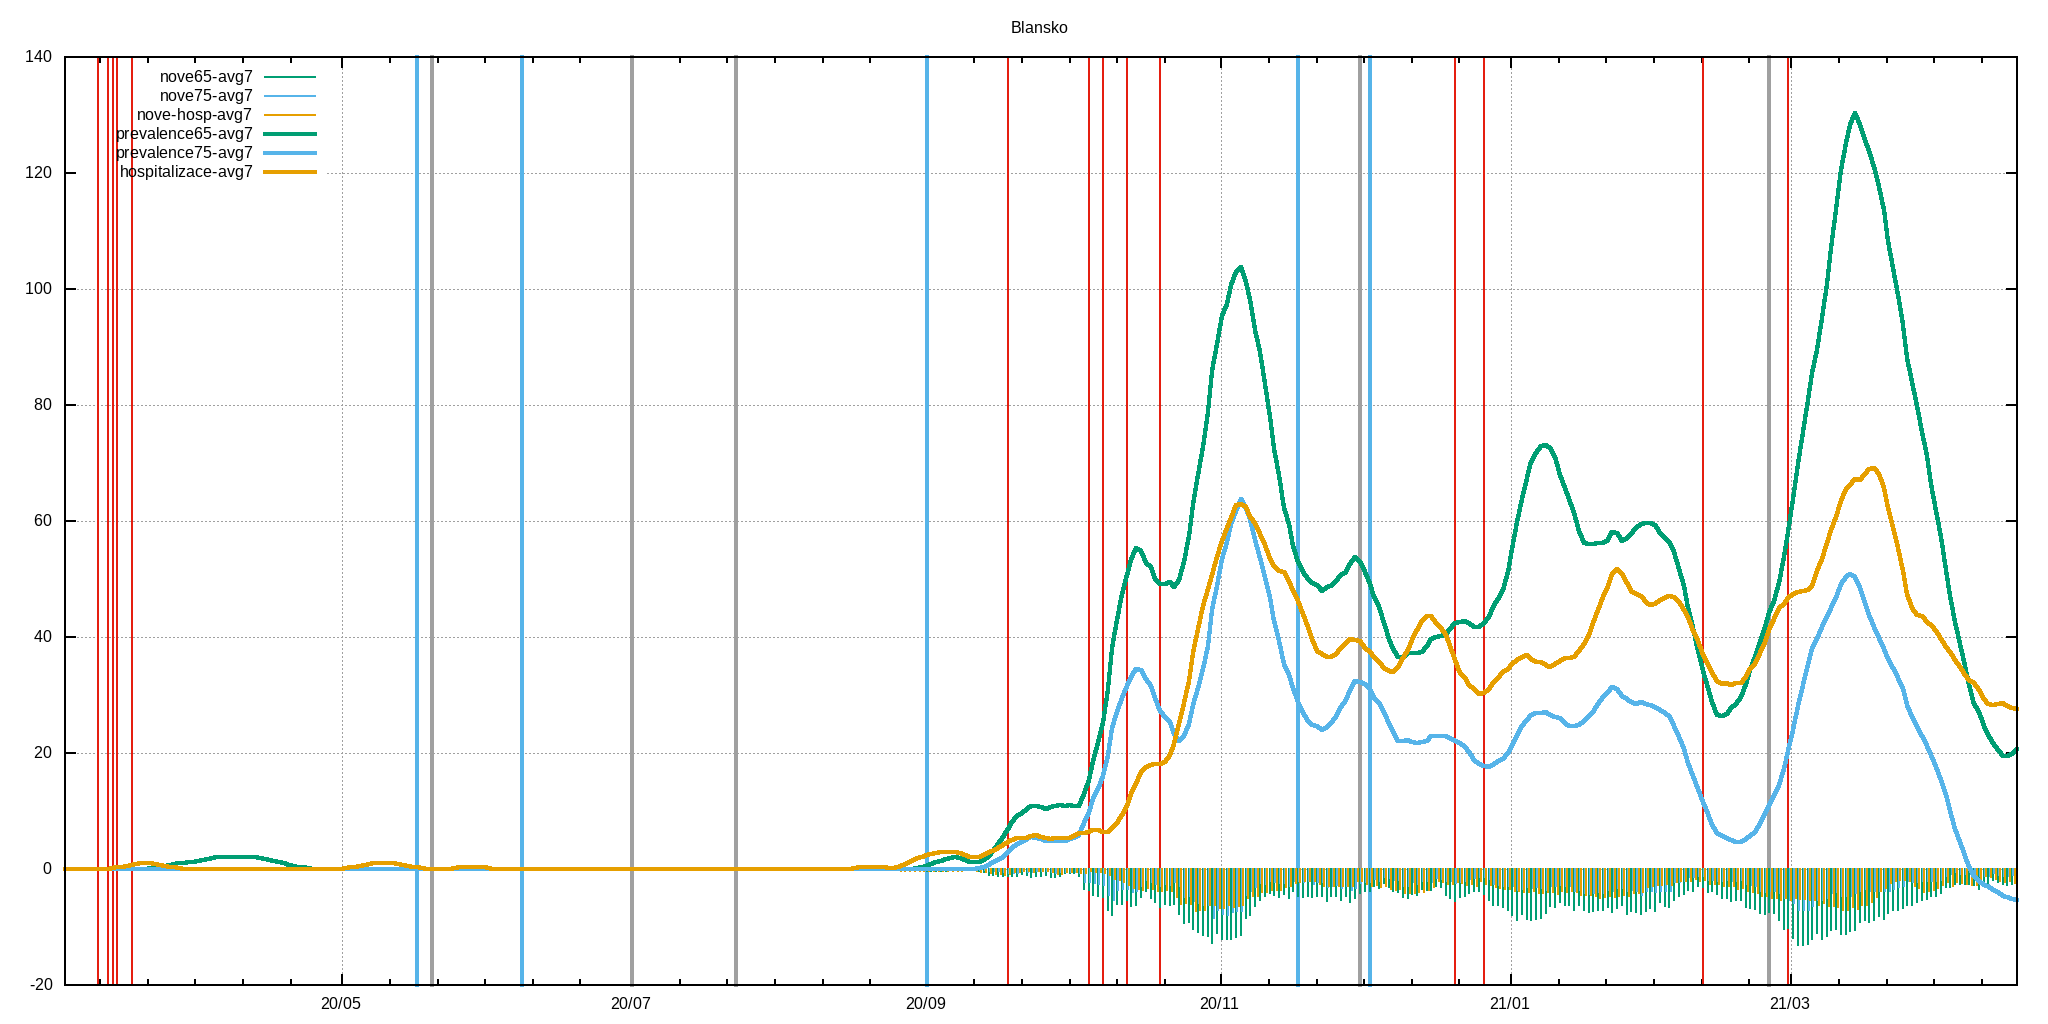 Blansko
140
120
100
80
60
40
20
0
-20
nove65-avg7
nove75-avg7
nove-hosp-avg7
prevalence65-avg7
prevalence75-avg7
hospitalizace-avg7
20/05 20/07 20/09 20/11 21/01 21/03